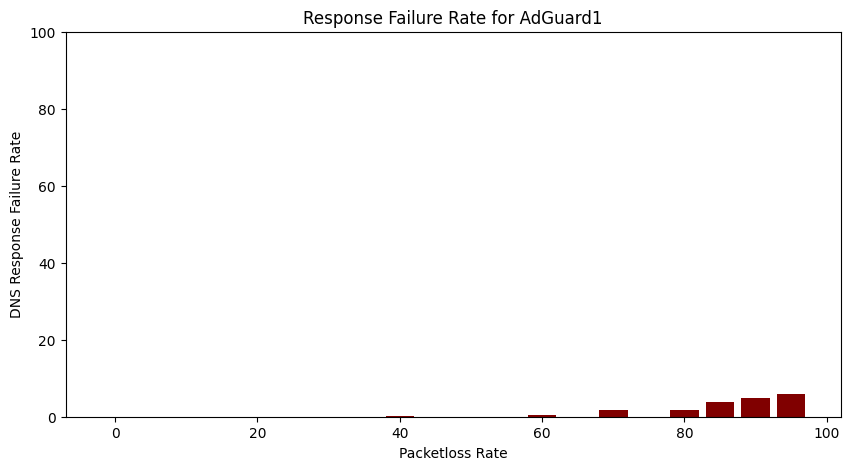 Response Failure Rate for AdGuard1
100
80
60
40
20
0
DNS Response Failure Rate
0 20 40 60 80 100
Packetloss Rate